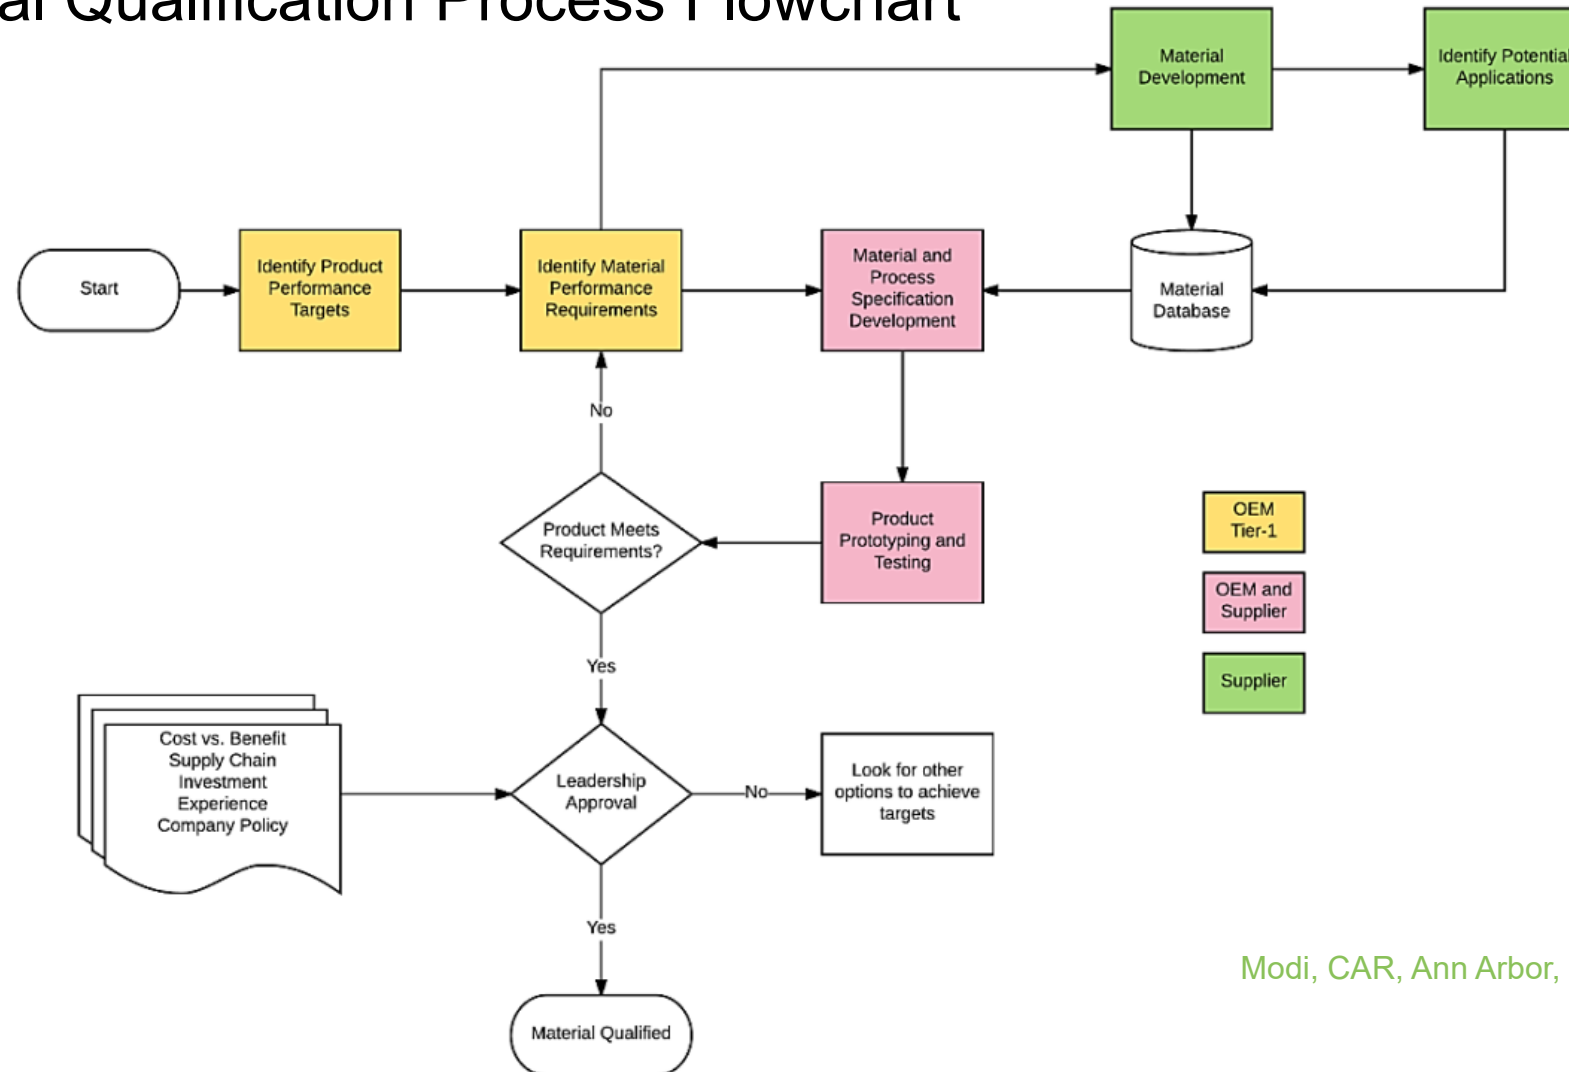 al Qualification Process Flowchart
Material
Development
Identify Potential
Applications
Start
Identify Product
Performance
Targets
Identify Material
Performance
Requirements
Material and
Process
Specification
Development
Material
Database
No
Product Meets
Requirements?
Product
Prototyping and
Testing
OEM
Tier-1
OEM and
Supplier
Supplier
Yes
Cost vs. Benefit
Supply Chain
Investment
Experience
Company Policy
Leadership
Approval
No
Look for other
options to achieve
targets
Yes
Modi, CAR, Ann Arbor,
Material Qualified